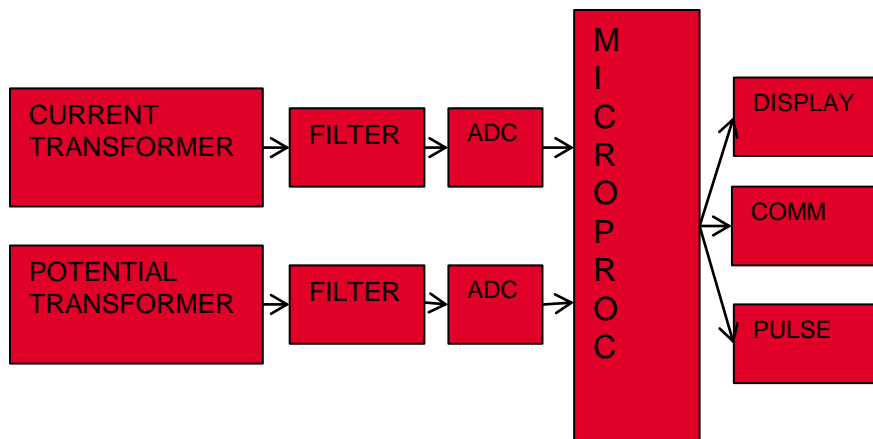 CURRENT
TRANSFORMER
FILTER
ADC
POTENTIAL
TRANSFORMER
FILTER
ADC
M
I
C
R
O
P
R
O
C
DISPLAY
COMM
PULSE